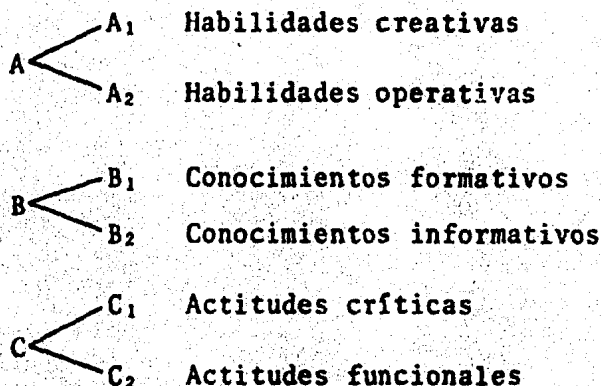 A₁ Habilidades creativas
A
A₂ Habilidades operativas
B₁ Conocimientos formativos
B
B₂ Conocimientos informativos
C₁ Actitudes críticas
C
C₂ Actitudes funcionales